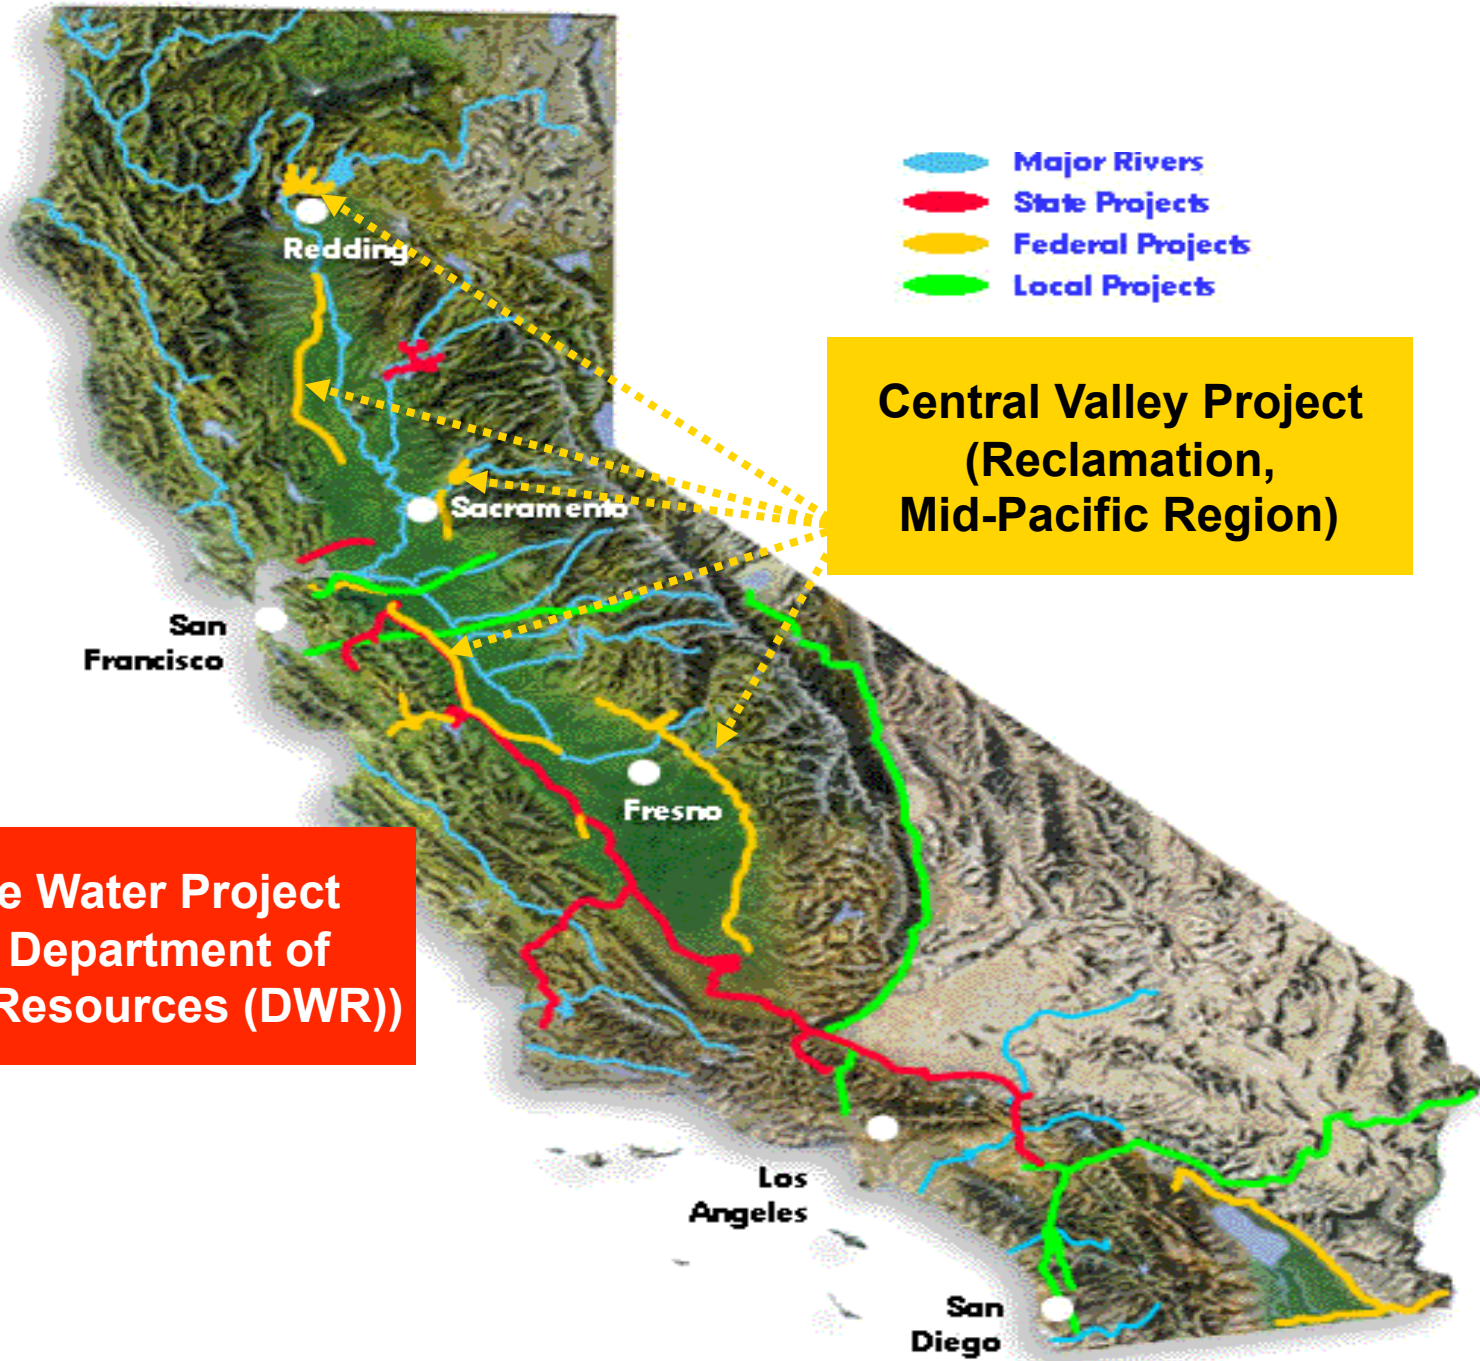 Major Rivers
State Projects
Federal Projects
Local Projects
Redding
Central Valley Project
(Reclamation,
Mid-Pacific Region)
Sacramento
San
Francisco
Fresno
e Water Project
Department of
Resources (DWR))
Los
Angeles
San
Diego